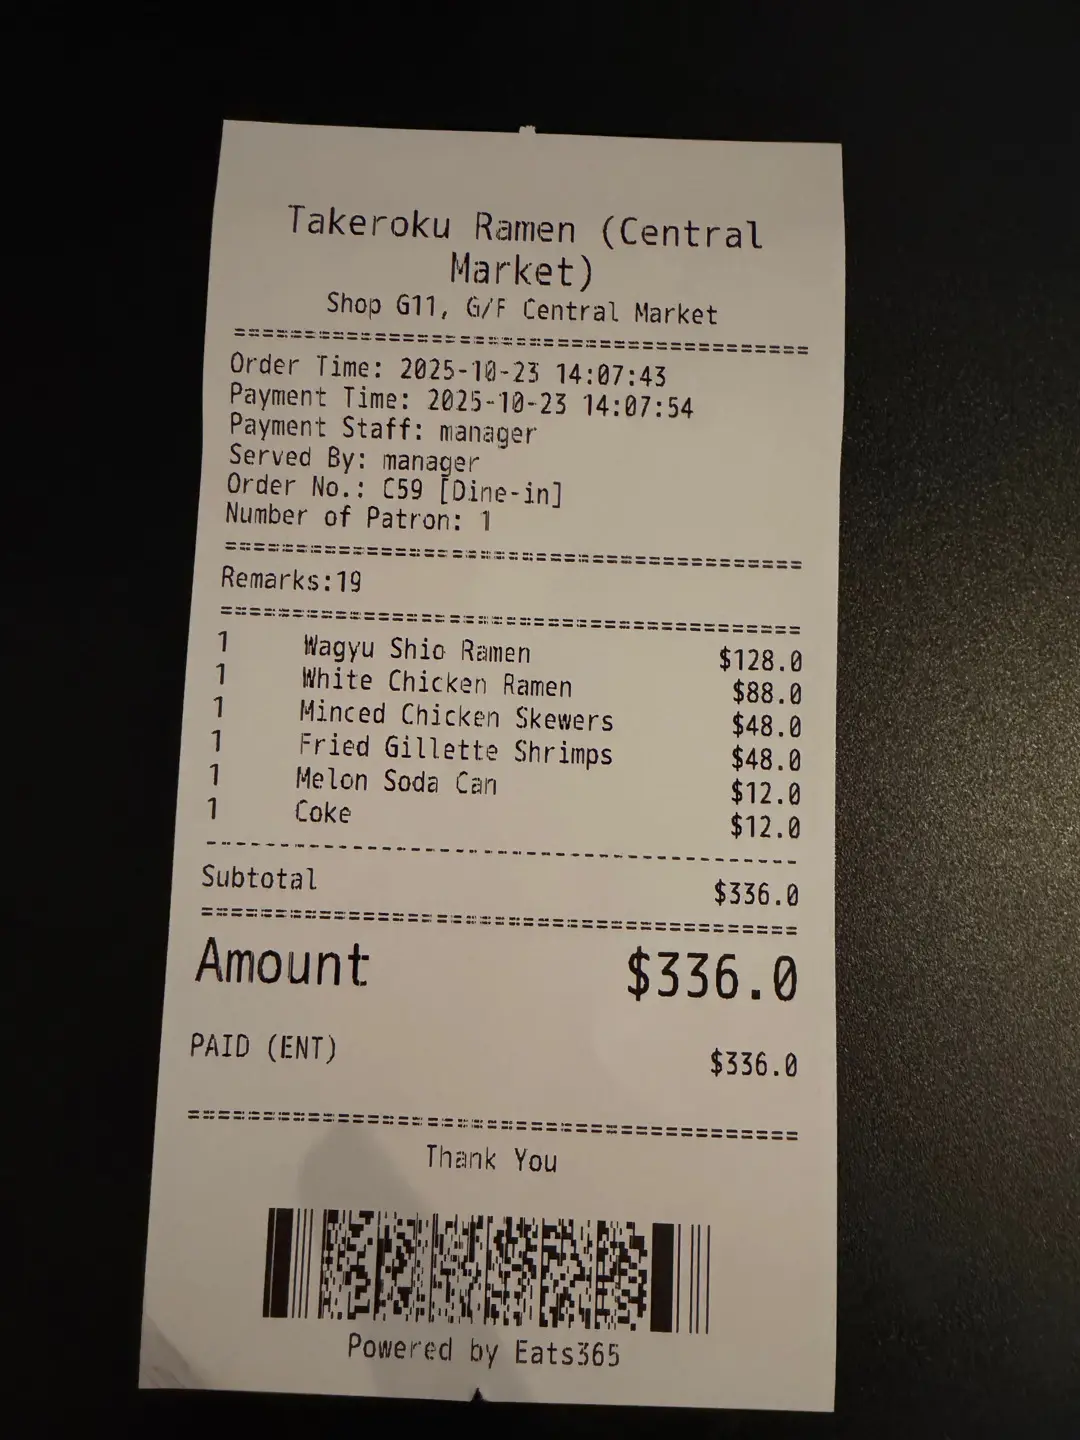 Takeroku Ramen (Central
Market)
Shop G11, G/F Central Market
Order Time: 2025-10-23 14:07:43
Payment Time: 2025-10-23 14:07:54
Payment Staff: manager
Served By: manager
Order No.: C59 [Dine-in]
Number of Patron: 1
Remarks:19
1 Wagyu Shio Ramen $128.0
1 White Chicken Ramen $88.0
1 Minced Chicken Skewers $48.0
1 Fried Gillette Shrimps $48.0
1 Melon Soda Can $12.0
1 Coke $12.0
Subtotal $336.0
Amount $336.0
PAID (ENT) $336.0
Thank You
Powered by Eats365